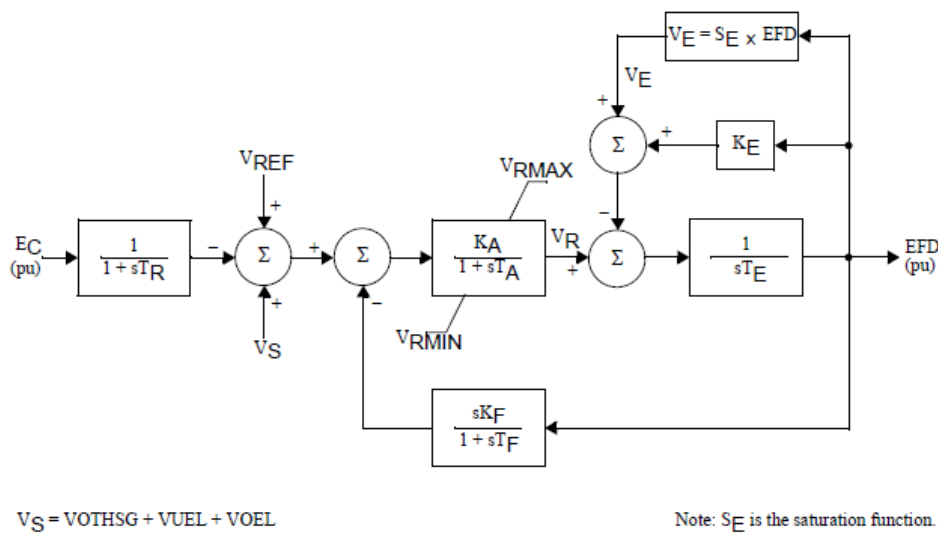 VE = SE × EFD
VE
+
Σ
+
KE
VREF
VRMAX
+
−
EC
(pu)
1
1 + sTR
−
Σ
+
Σ
KA
1 + sTA
VR
+
Σ
1
sTE
EFD
(pu)
+
−
VRMIN
VS
sKF
1 + sTF
VS = VOTHSG + VUEL + VOEL
Note: SE is the saturation function.